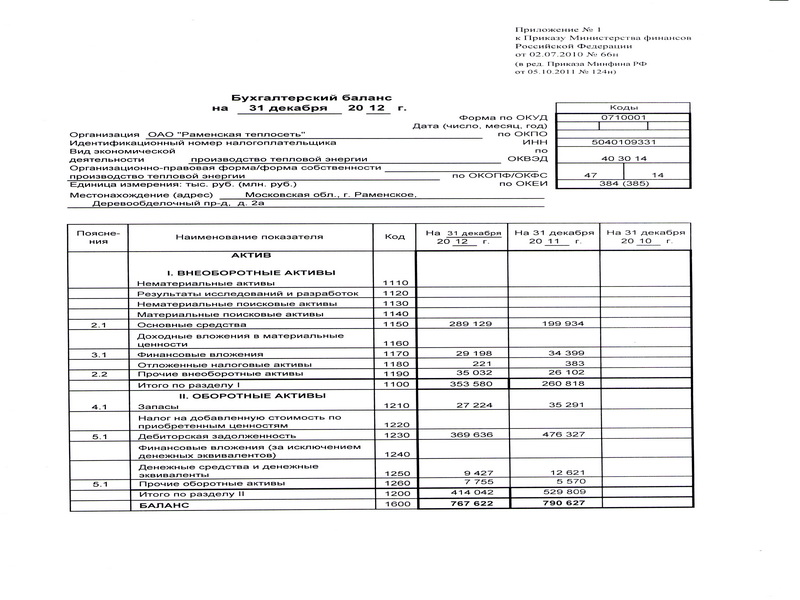 Приложение № 1
к Приказу Министерства финансов
Российской Федерации
от 02.07.2010 № 66н
(в ред. Приказа Минфина РФ
от 05.10.2011 № 124н)
Бухгалтерский баланс
на 31 декабря 20 12 г.
Коды
Форма по ОКУД 0710001
Дата (число, месяц, год)
Организация ОАО "Раменская теплосеть" по ОКПО
Идентификационный номер налогоплательщика ИНН 5040109331
Вид экономической по
деятельности производство тепловой энергии ОКВЭД 40 30 14
Организационно-правовая форма/форма собственности
производство тепловой энергии по ОКОПФ/ОКФС 47 14
Единица измерения: тыс. руб. (млн. руб.) по ОКЕИ 384 (385)
Местонахождение (адрес) Московская обл., г. Раменское,
Деревообделочный пр-д, д. 2а
Поясне- Наименование показателя Код На 31 декабря На 31 декабря На 31 декабря
ния 20 12 г. 20 11 г. 20 10 г.
АКТИВ
I. ВНЕОБОРОТНЫЕ АКТИВЫ
Нематериальные активы 1110
Результаты исследований и разработок 1120
Нематериальные поисковые активы 1130
Материальные поисковые активы 1140
2.1 Основные средства 1150 289 129 199 934
Доходные вложения в материальные
ценности 1160
3.1 Финансовые вложения 1170 29 198 34 399
Отложенные налоговые активы 1180 221 383
2.2 Прочие внеоборотные активы 1190 35 032 26 102
Итого по разделу I 1100 353 580 260 818
II. ОБОРОТНЫЕ АКТИВЫ
4.1 Запасы 1210 27 224 35 291
Налог на добавленную стоимость по
приобретенным ценностям 1220
5.1 Дебиторская задолженность 1230 369 636 476 327
Финансовые вложения (за исключением
денежных эквивалентов) 1240
Денежные средства и денежные
эквиваленты 1250 9 427 12 621
5.1 Прочие оборотные активы 1260 7 755 5 570
Итого по разделу II 1200 414 042 529 809
БАЛАНС 1600 767 622 790 627